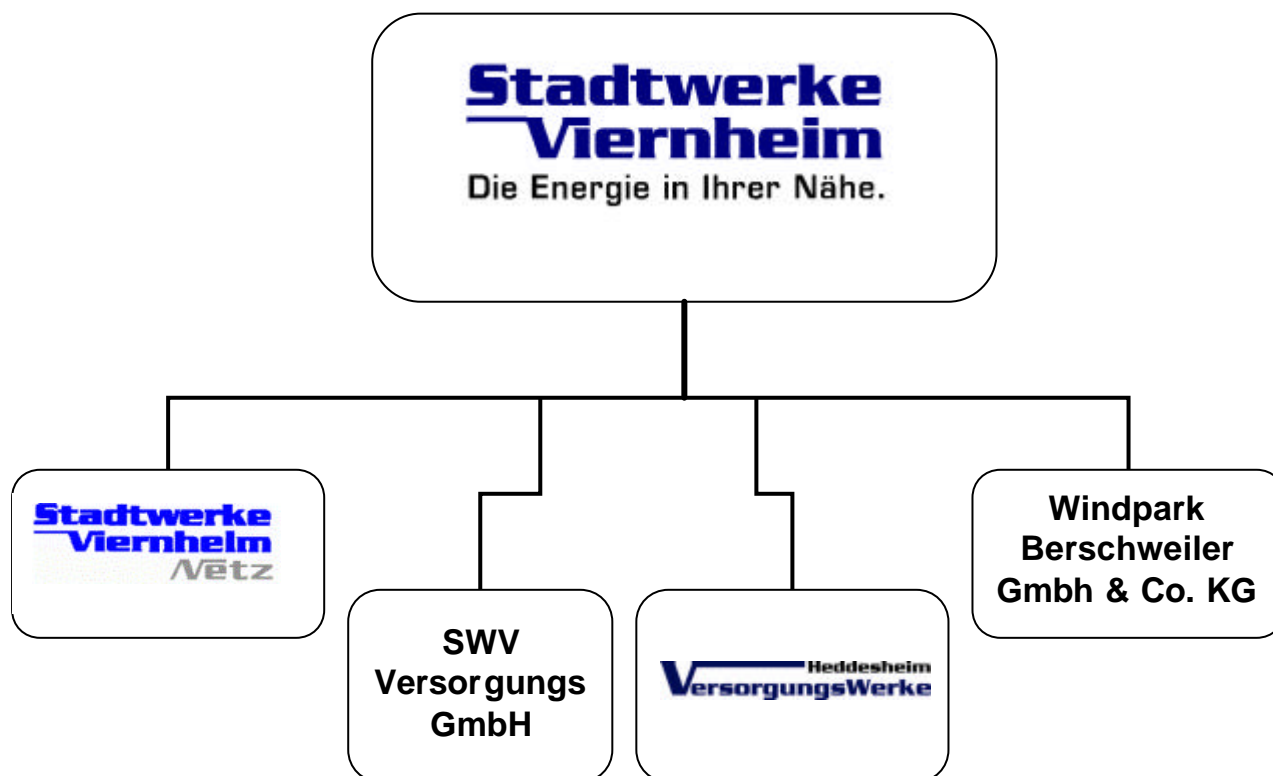 Stadtwerke
Viernheim
Die Energie in Ihrer Nähe.
Stadtwerke
Viernheim
Netz
SWV
Versorgungs
GmbH
Heddesheim
VersorgungsWerke
Windpark
Berschweiler
Gmbh & Co. KG